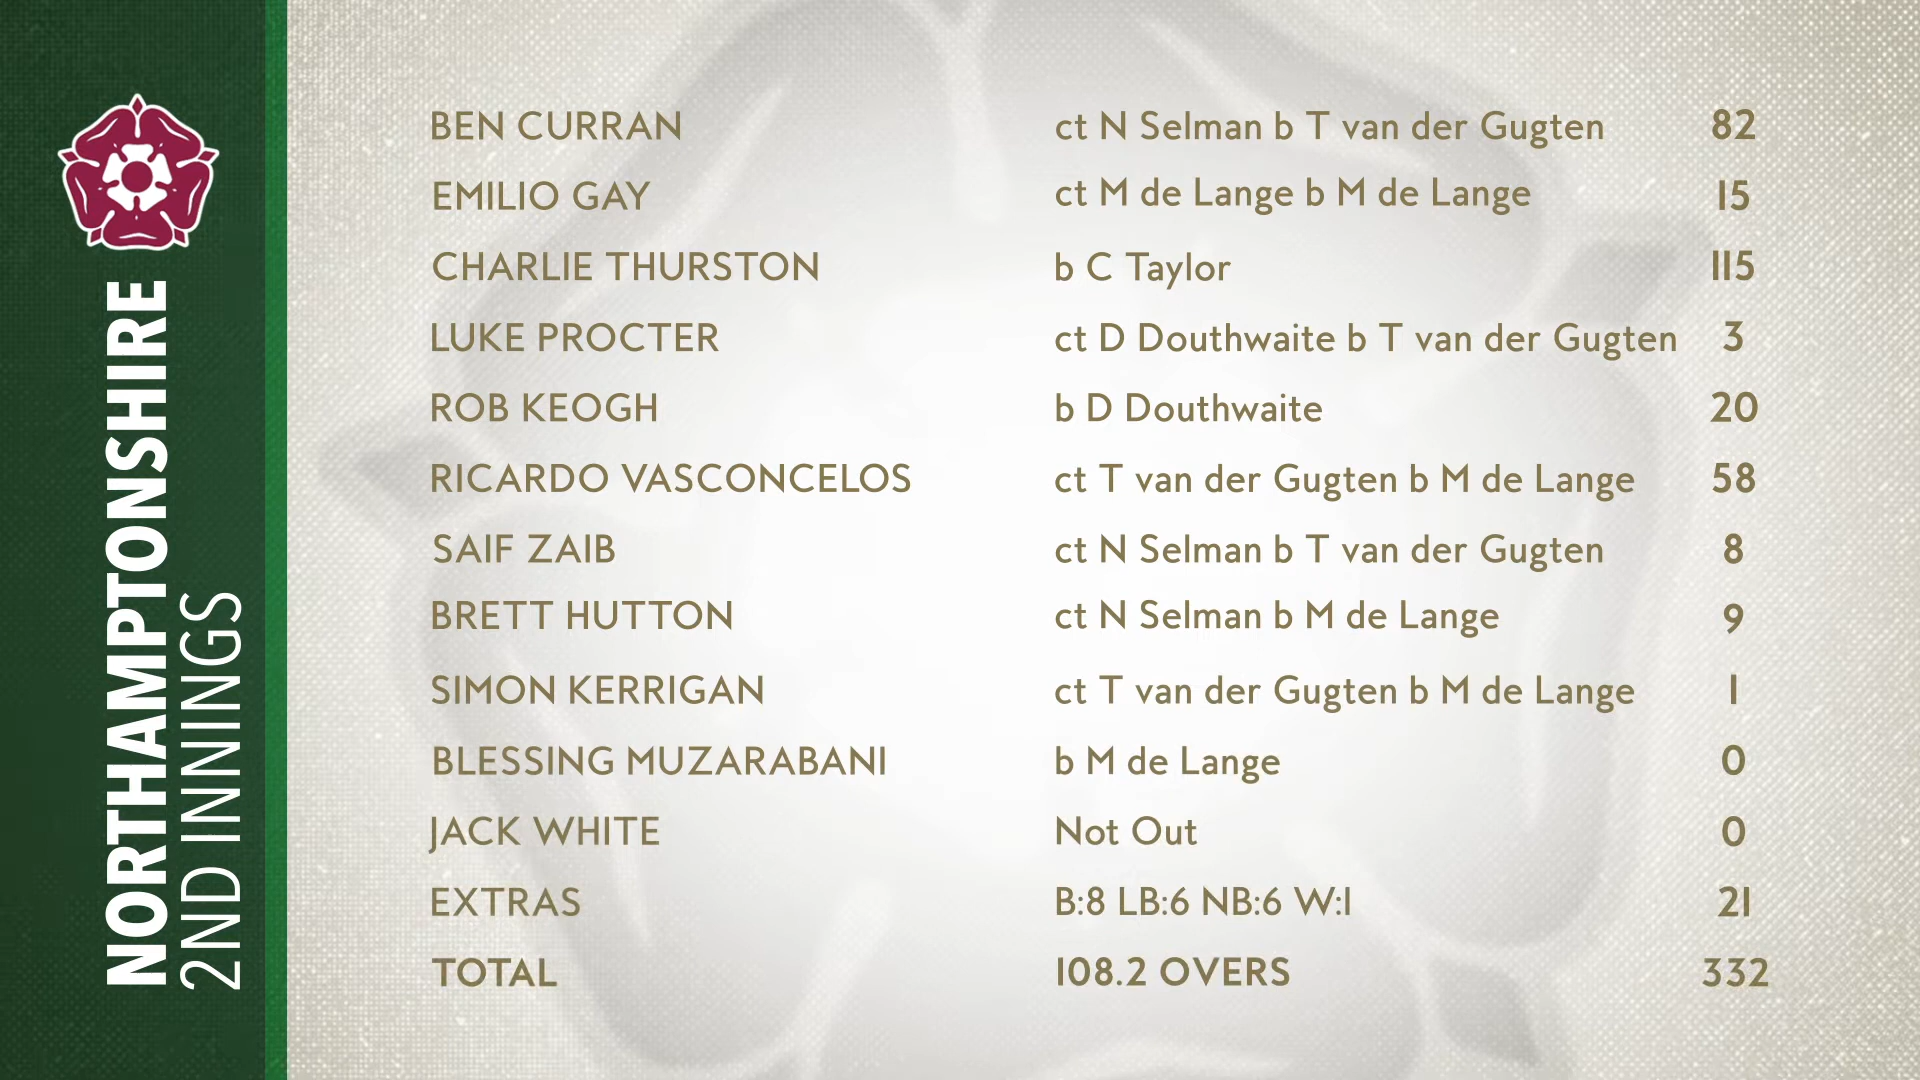 NORTHAMPTONSHIRE
2ND INNINGS
BEN CURRAN ct N Selman b T van der Gugten 82
EMILIO GAY ct M de Lange b M de Lange 15
CHARLIE THURSTON b C Taylor 115
LUKE PROCTER ct D Douthwaite b T van der Gugten 3
ROB KEOGH b D Douthwaite 20
RICARDO VASCONCELOS ct T van der Gugten b M de Lange 58
SAIF ZAIB ct N Selman b T van der Gugten 8
BRETT HUTTON ct N Selman b M de Lange 9
SIMON KERRIGAN ct T van der Gugten b M de Lange 1
BLESSING MUZARABANI b M de Lange 0
JACK WHITE Not Out 0
EXTRAS B:8 LB:6 NB:6 W:1 21
TOTAL 108.2 OVERS 332